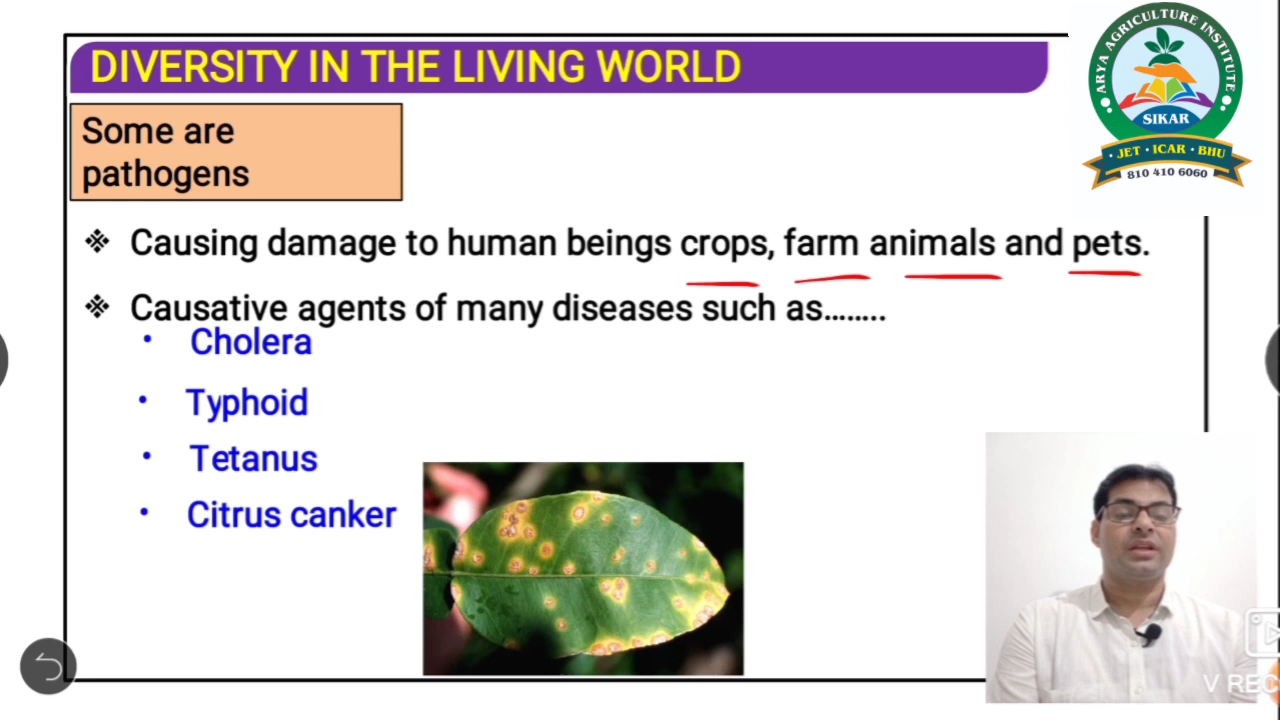 DIVERSITY IN THE LIVING WORLD
ARYA AGRICULTURE INSTITUTE
SIKAR
• JET • ICAR • BHU
810 410 6060
Some are
pathogens
❖ Causing damage to human beings crops, farm animals and pets.
❖ Causative agents of many diseases such as........
• Cholera
• Typhoid
• Tetanus
• Citrus canker
V REC